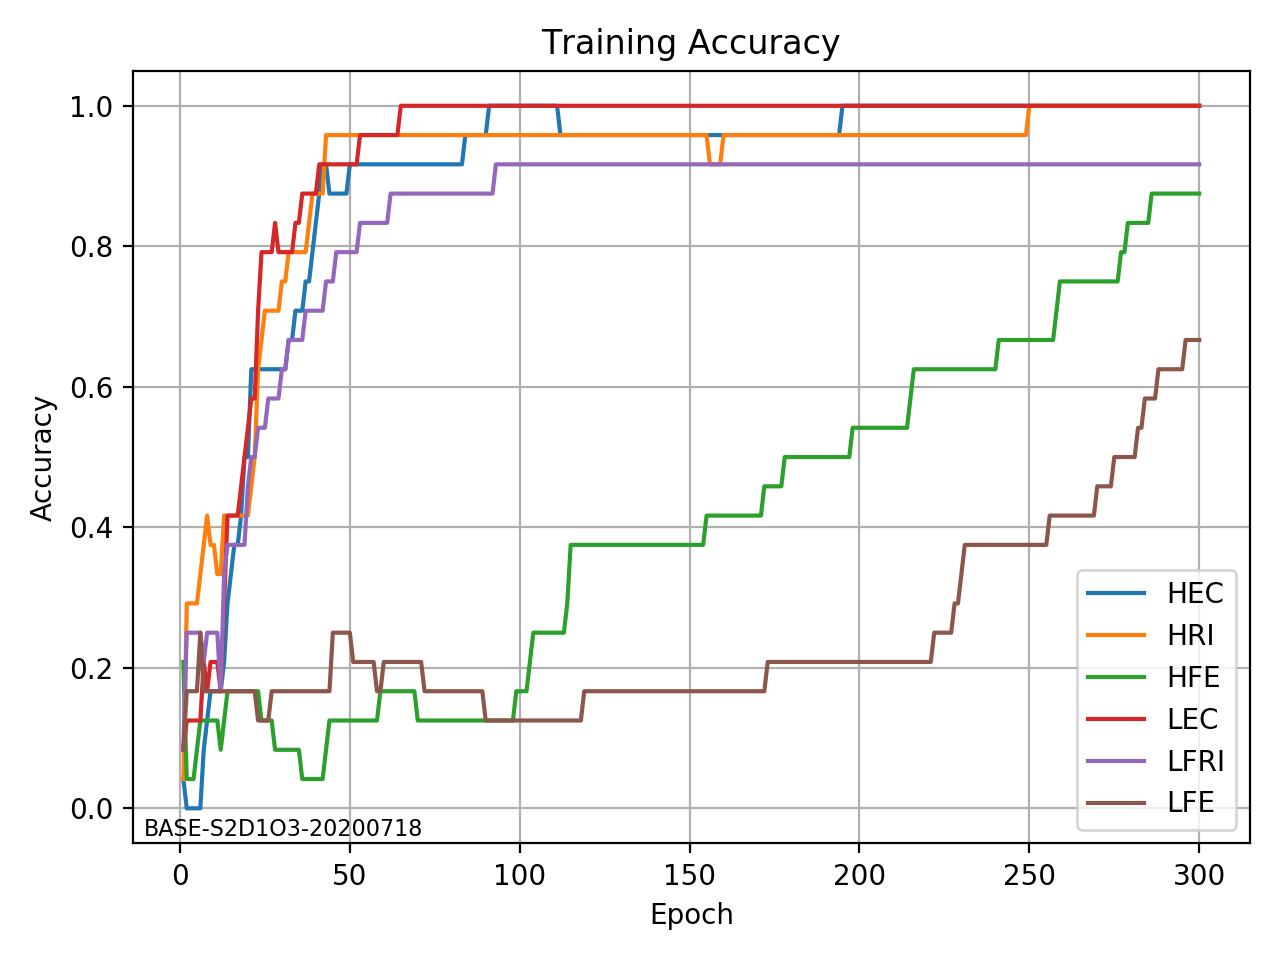 Training Accuracy
Accuracy
1.0
0.8
0.6
0.4
0.2
0.0
HEC
HRI
HFE
LEC
LFRI
LFE
BASE-S2D1O3-20200718
0 50 100 150 200 250 300
Epoch